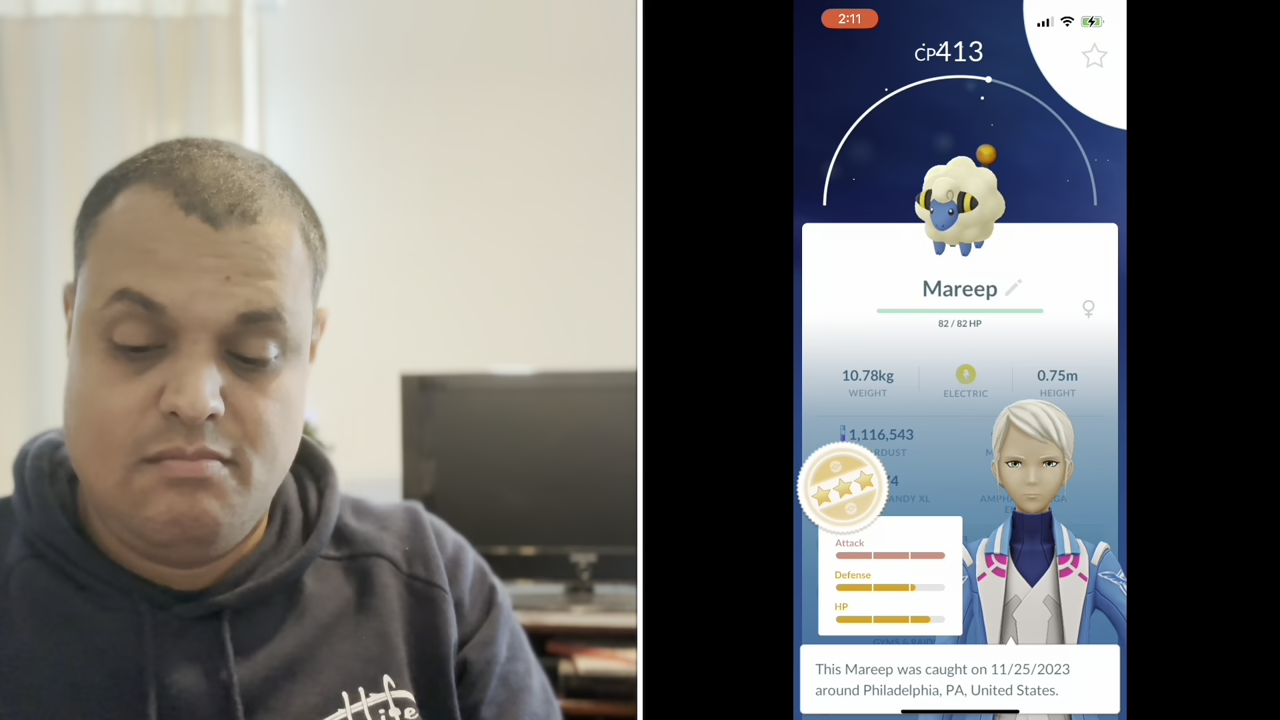 2:11
CP413
Mareep
82 / 82 HP
10.78kg
WEIGHT
ELECTRIC
0.75m
HEIGHT
1,116,543
Attack
Defense
HP
This Mareep was caught on 11/25/2023
around Philadelphia, PA, United States.